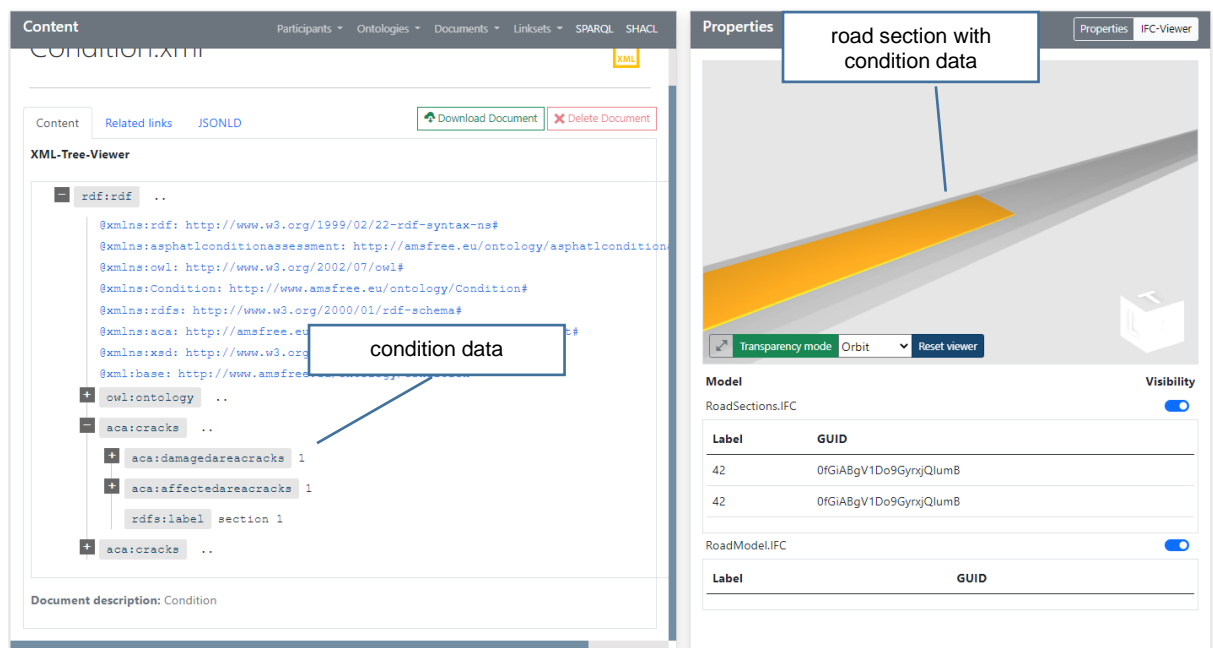 Content
Participants
Ontologies
Documents
Linksets
SPARQL
SHACL
Condition.xml
XML
Content
Related links
JSONLD
Download Document
Delete Document
XML-Tree-Viewer
rdf:rdf ..
@xmlns:rdf: http://www.w3.org/1999/02/22-rdf-syntax-ns#
@xmlns:asphatlconditionassessment: http://amsfree.eu/ontology/asphatlcondition
@xmlns:owl: http://www.w3.org/2002/07/owl#
@xmlns:Condition: http://www.amsfree.eu/ontology/Condition#
@xmlns:rdfs: http://www.w3.org/2000/01/rdf-schema#
@xmlns:aca: http://amsfree.eu t#
@xmlns:xsd: http://www.w3.org
@xml:base: http://www.amsfree
condition data
owl:ontology ..
aca:cracks ..
aca:damagedareacracks 1
aca:affectedareacracks 1
rdfs:label section 1
aca:cracks ..
Document description: Condition
Properties
road section with
condition data
Properties
IFC-Viewer
Transparency mode
Orbit
Reset viewer
Model Visibility
RoadSections.IFC
Label GUID
42 0fGiABgV1Do9GyrxjQlumB
42 0fGiABgV1Do9GyrxjQlumB
RoadModel.IFC
Label GUID